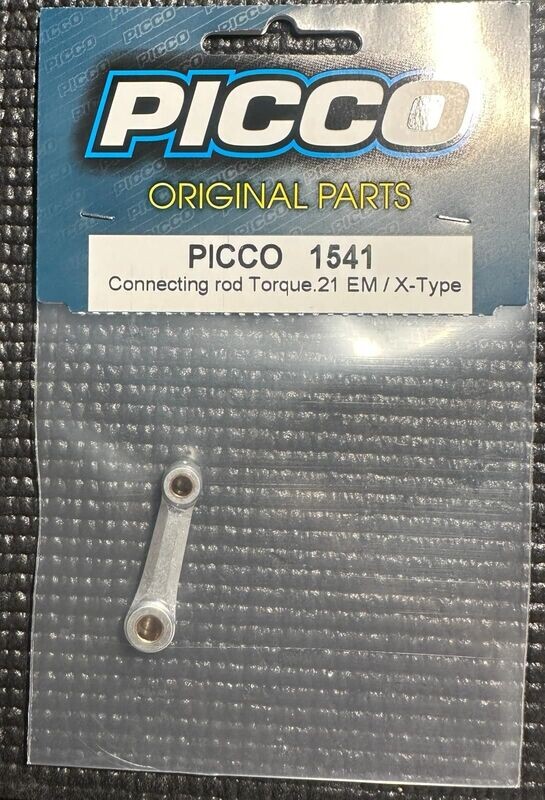 PICCO
ORIGINAL PARTS
PICCO 1541
Connecting rod Torque.21 EM / X-Type